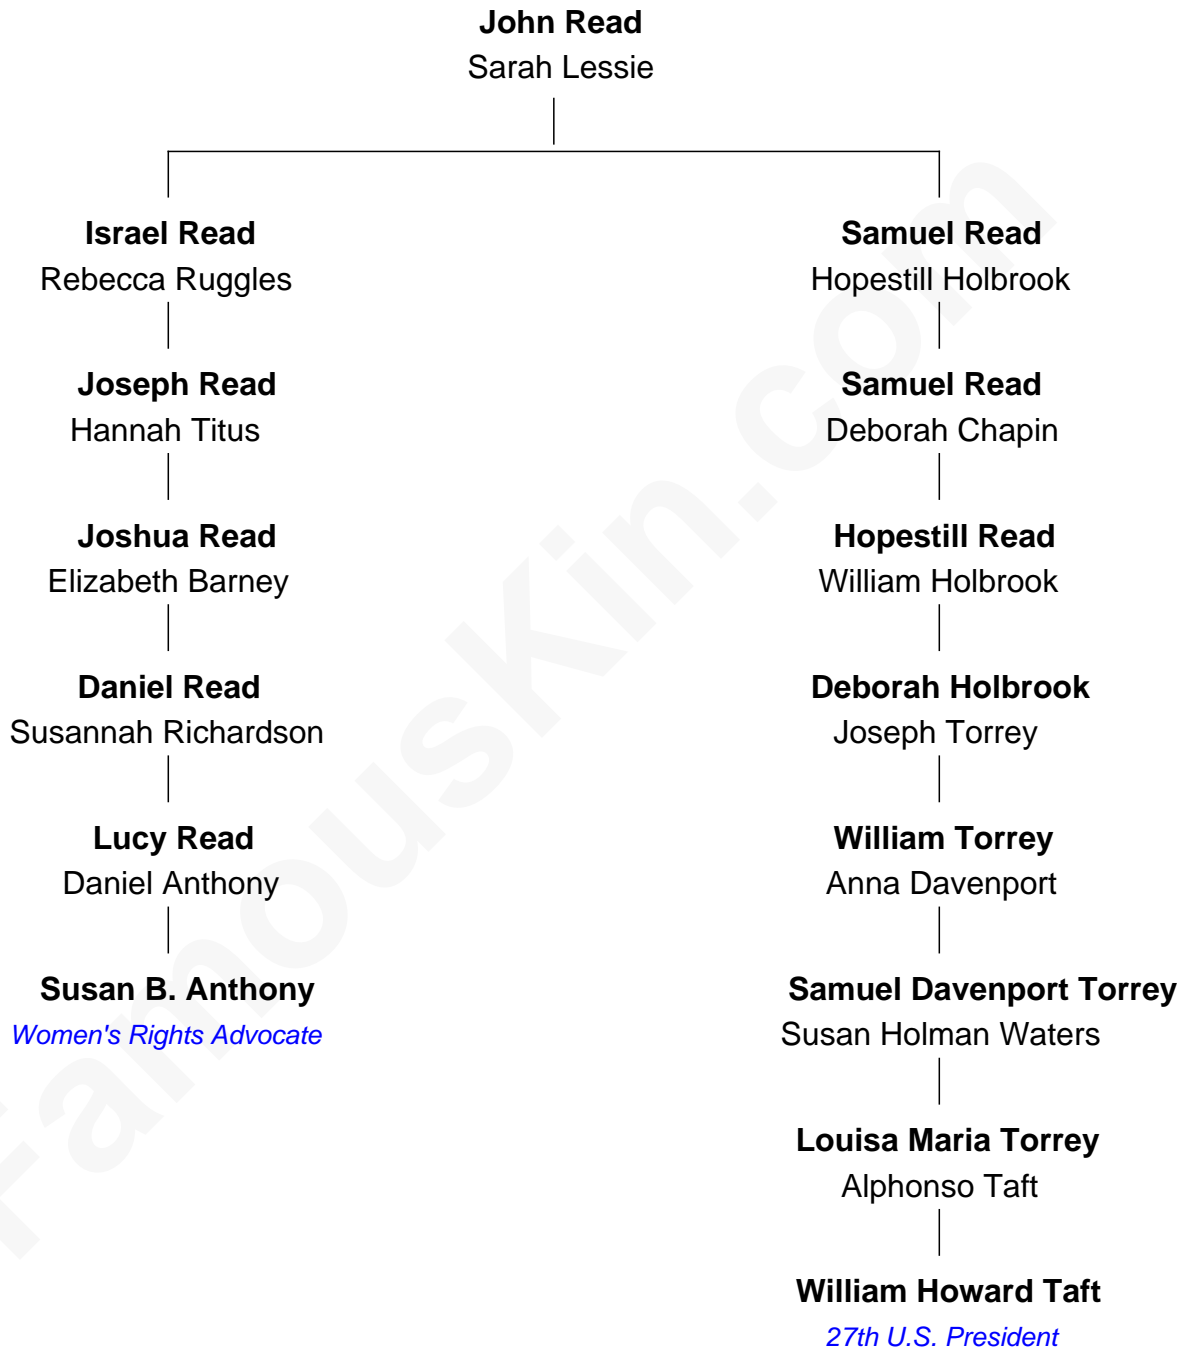 John Read
Sarah Lessie
Israel Read
Rebecca Ruggles
Joseph Read
Hannah Titus
Joshua Read
Elizabeth Barney
Daniel Read
Susannah Richardson
Lucy Read
Daniel Anthony
Susan B. Anthony
Women's Rights Advocate
Samuel Read
Hopestill Holbrook
Samuel Read
Deborah Chapin
Hopestill Read
William Holbrook
Deborah Holbrook
Joseph Torrey
William Torrey
Anna Davenport
Samuel Davenport Torrey
Susan Holman Waters
Louisa Maria Torrey
Alphonso Taft
William Howard Taft
27th U.S. President
FamousKin.com